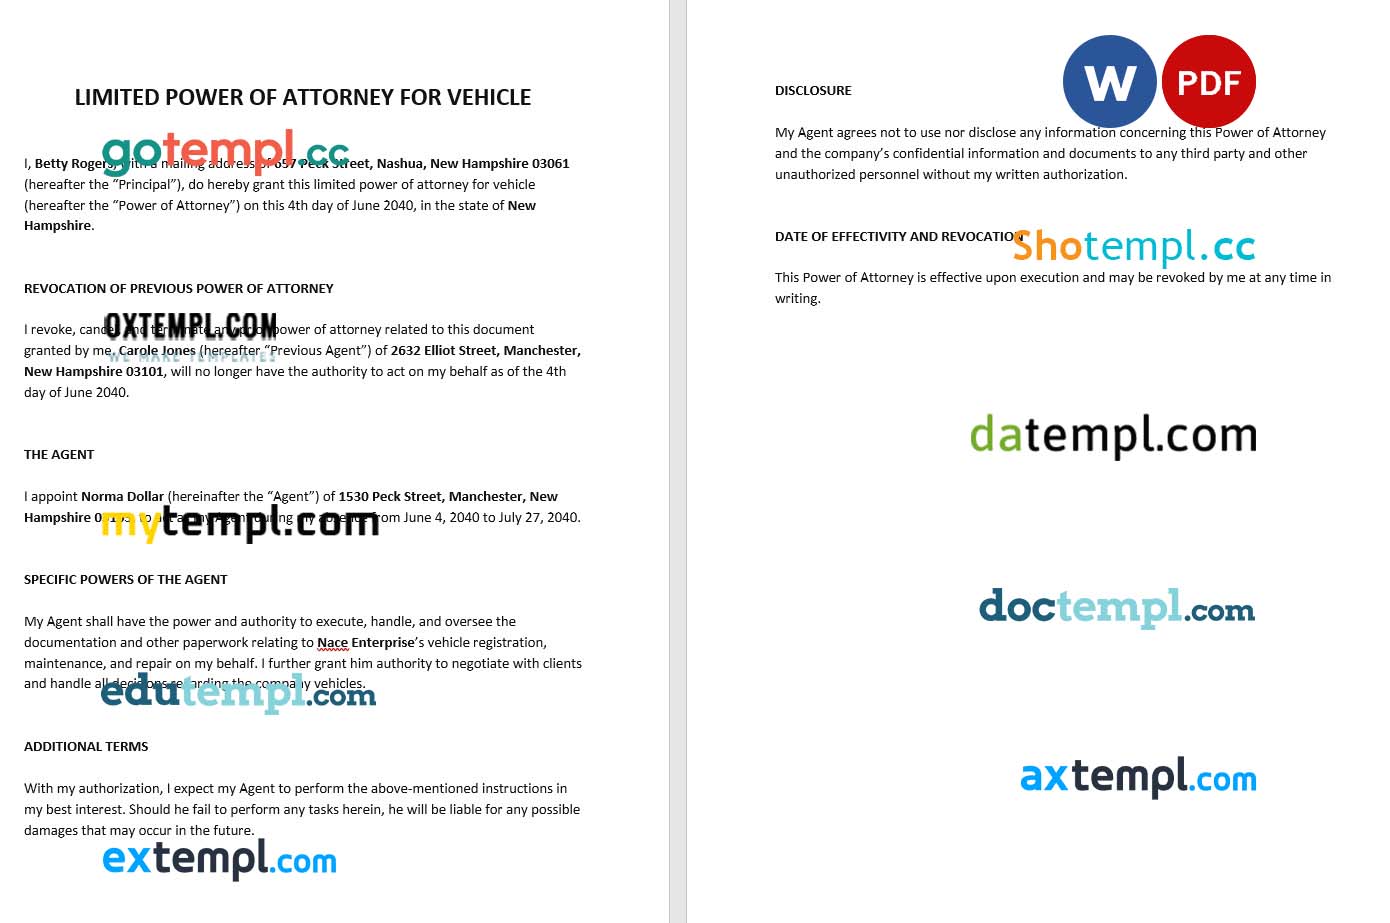 LIMITED POWER OF ATTORNEY FOR VEHICLE
gotempl.cc
I, Betty Rogers, with a mailing address of 657 Peck Street, Nashua, New Hampshire 03061
(hereafter the “Principal”), do hereby grant this limited power of attorney for vehicle
(hereafter the “Power of Attorney”) on this 4th day of June 2040, in the state of New
Hampshire.
REVOCATION OF PREVIOUS POWER OF ATTORNEY
OXTEMPL.COM
I revoke, cancel, and terminate any prior power of attorney related to this document
WE MAKE TEMPLATES
granted by me. Carole Jones (hereafter “Previous Agent”) of 2632 Elliot Street, Manchester,
New Hampshire 03101, will no longer have the authority to act on my behalf as of the 4th
day of June 2040.
THE AGENT
I appoint Norma Dollar (hereinafter the “Agent”) of 1530 Peck Street, Manchester, New
Hampshire to act as my Agent during my absence from June 4, 2040 to July 27, 2040.
mytempl.com
SPECIFIC POWERS OF THE AGENT
My Agent shall have the power and authority to execute, handle, and oversee the
documentation and other paperwork relating to Nace Enterprise’s vehicle registration,
maintenance, and repair on my behalf. I further grant him authority to negotiate with clients
and handle all decisions regarding the company vehicles.
edutempl.com
ADDITIONAL TERMS
With my authorization, I expect my Agent to perform the above-mentioned instructions in
my best interest. Should he fail to perform any tasks herein, he will be liable for any possible
damages that may occur in the future.
extempl.com
W PDF
DISCLOSURE
My Agent agrees not to use nor disclose any information concerning this Power of Attorney
and the company’s confidential information and documents to any third party and other
unauthorized personnel without my written authorization.
DATE OF EFFECTIVITY AND REVOCATION
Shotempl.cc
This Power of Attorney is effective upon execution and may be revoked by me at any time in
writing.
datempl.com
doctempl.com
axtempl.com